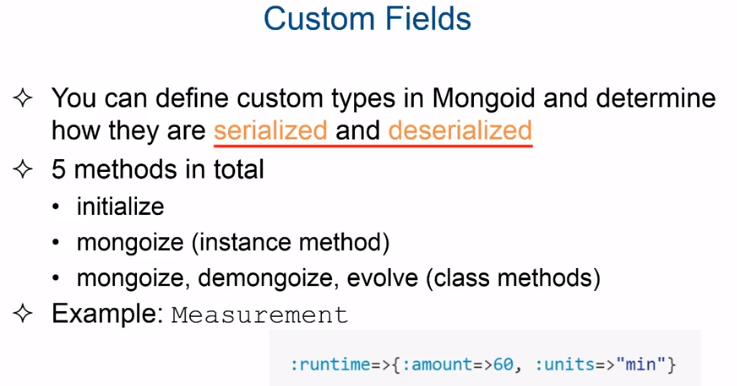 Custom Fields
✧ You can define custom types in Mongoid and determine
how they are serialized and deserialized
✧ 5 methods in total
• initialize
• mongoize (instance method)
• mongoize, demongoize, evolve (class methods)
✧ Example: Measurement
:runtime=>{:amount=>60, :units=>"min"}